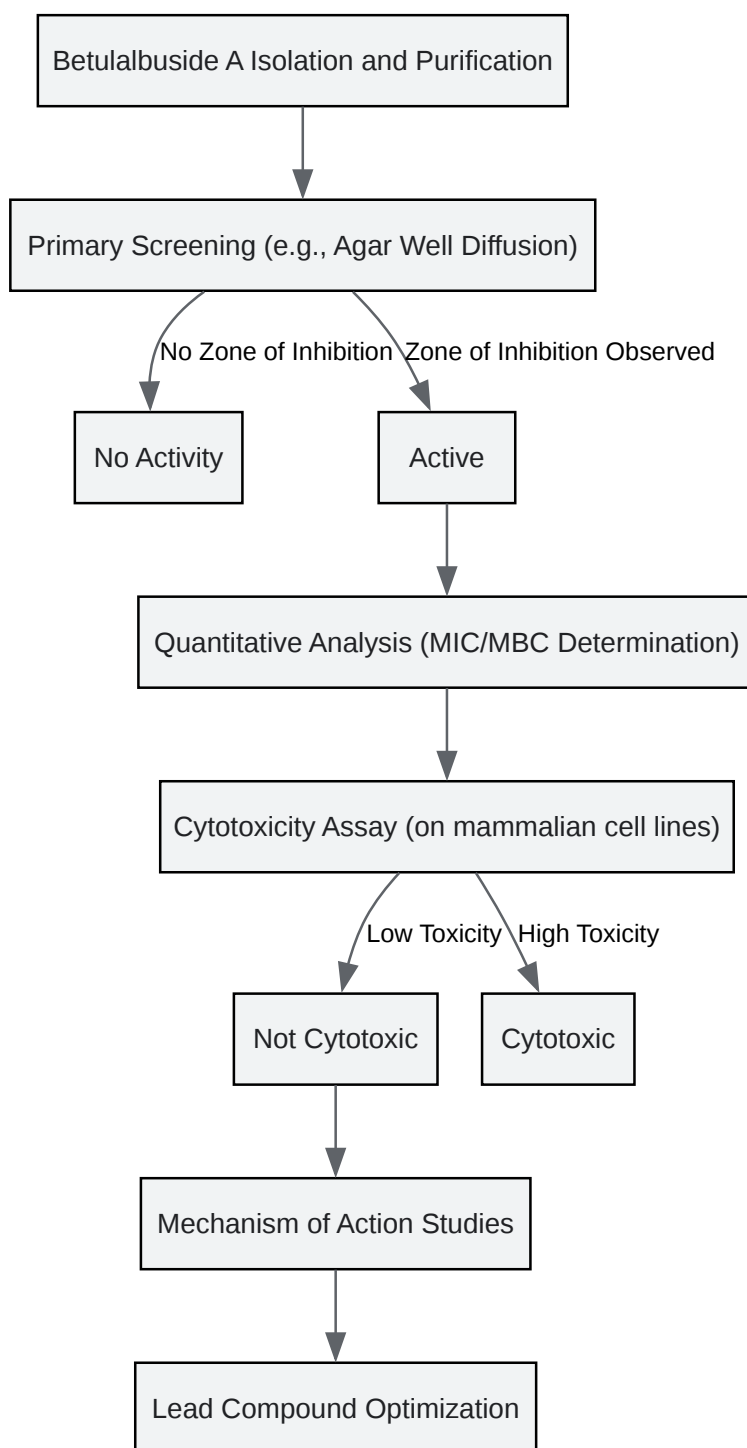 Betulalbuside A Isolation and Purification
Primary Screening (e.g., Agar Well Diffusion)
No Zone of Inhibition
Zone of Inhibition Observed
No Activity
Active
Quantitative Analysis (MIC/MBC Determination)
Cytotoxicity Assay (on mammalian cell lines)
Low Toxicity
High Toxicity
Not Cytotoxic
Cytotoxic
Mechanism of Action Studies
Lead Compound Optimization